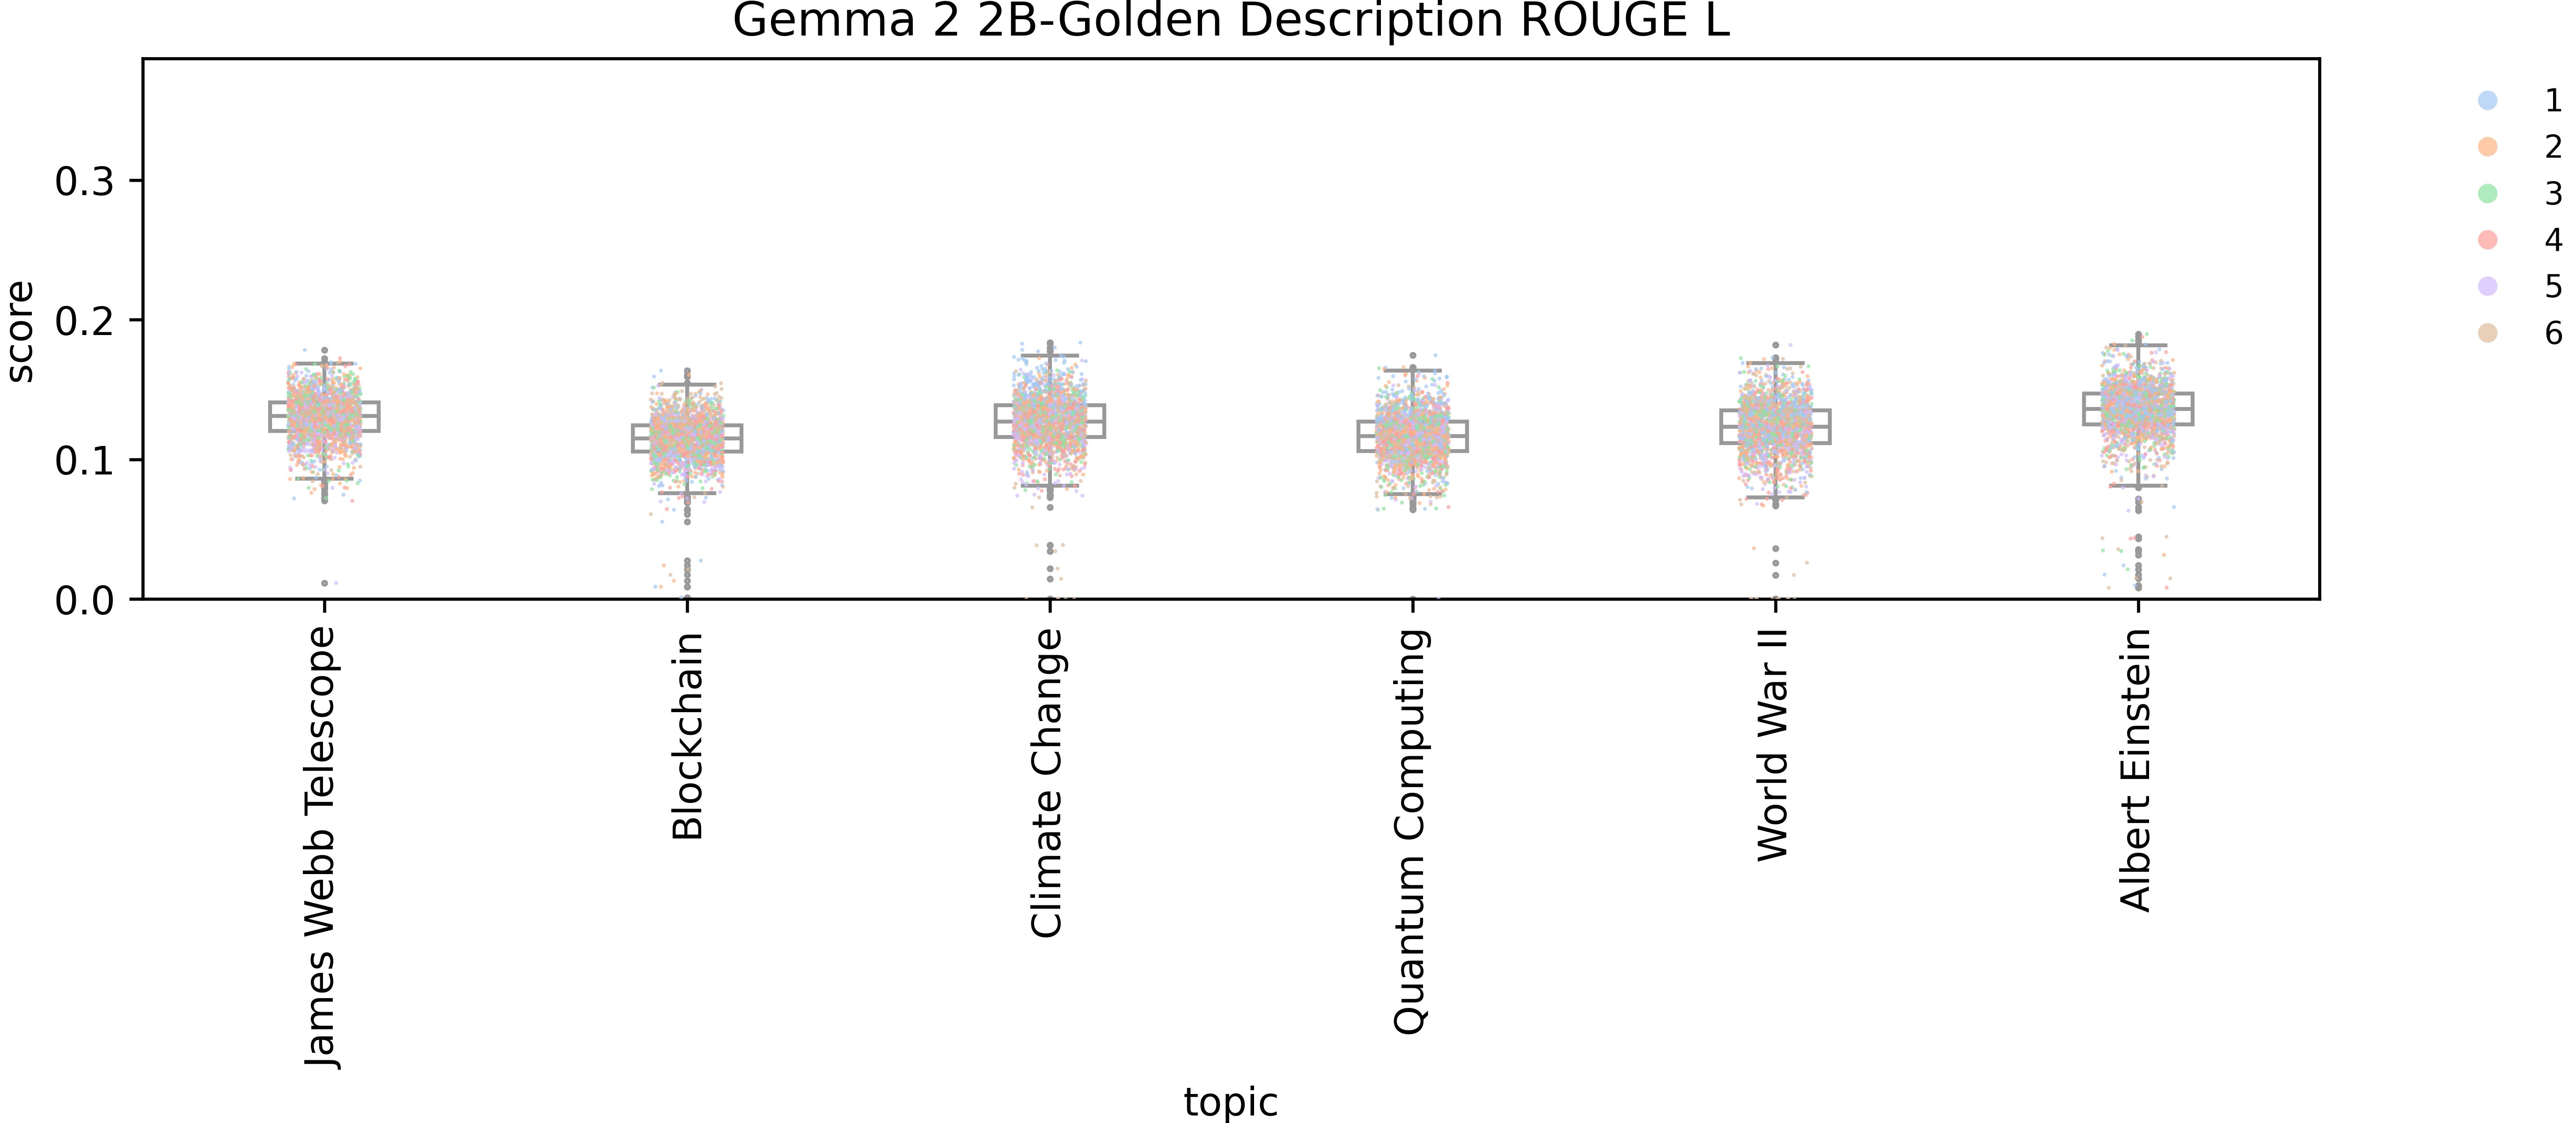 Gemma 2 2B-Golden Description ROUGE L
score
0.3
0.2
0.1
0.0
James Webb Telescope
Blockchain
Climate Change
Quantum Computing
World War II
Albert Einstein
topic
1
2
3
4
5
6